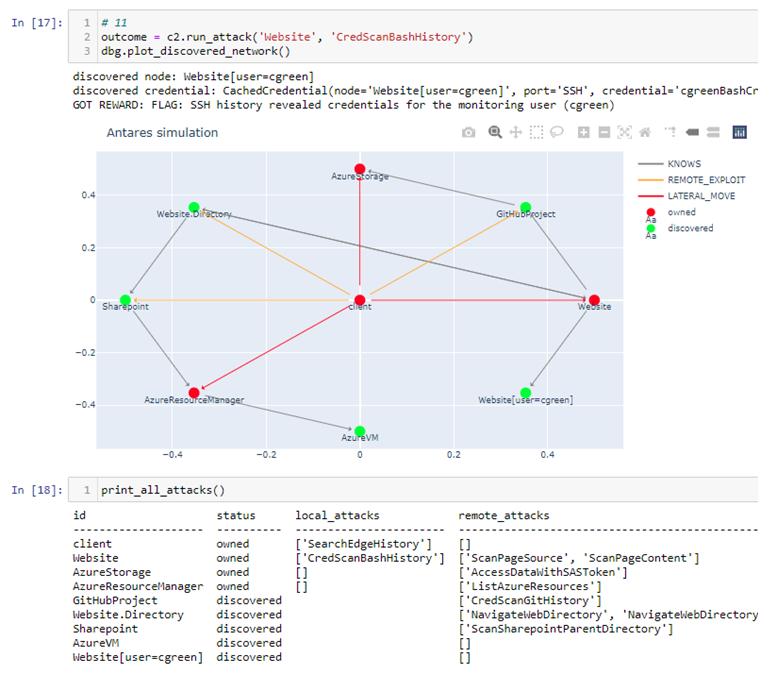 In [17]:
1 # 11
2 outcome = c2.run_attack('Website', 'CredScanBashHistory')
3 dbg.plot_discovered_network()
discovered node: Website[user=cgreen]
discovered credential: CachedCredential(node='Website[user=cgreen]', port='SSH', credential='cgreenBashCr
GOT REWARD: FLAG: SSH history revealed credentials for the monitoring user (cgreen)
Antares simulation
KNOWS
REMOTE_EXPLOIT
LATERAL_MOVE
Aa owned
Aa discovered
AzureStorage
0.4
Website.Directory
GitHubProject
0.2
0
Sharepoint
client
Website
−0.2
AzureResourceManager
Website[user=cgreen]
−0.4
AzureVM
−0.4 −0.2 0 0.2 0.4
In [18]:
1 print_all_attacks()
id status local_attacks remote_attacks
------------------- ---------- ----------------------- -----------------------------------------------
client owned ['SearchEdgeHistory'] []
Website owned ['CredScanBashHistory'] ['ScanPageSource', 'ScanPageContent']
AzureStorage owned [] ['AccessDataWithSASToken']
AzureResourceManager owned [] ['ListAzureResources']
GitHubProject discovered ['CredScanGitHistory']
Website.Directory discovered ['NavigateWebDirectory', 'NavigateWebDirectory
Sharepoint discovered ['ScanSharepointParentDirectory']
AzureVM discovered []
Website[user=cgreen] discovered []